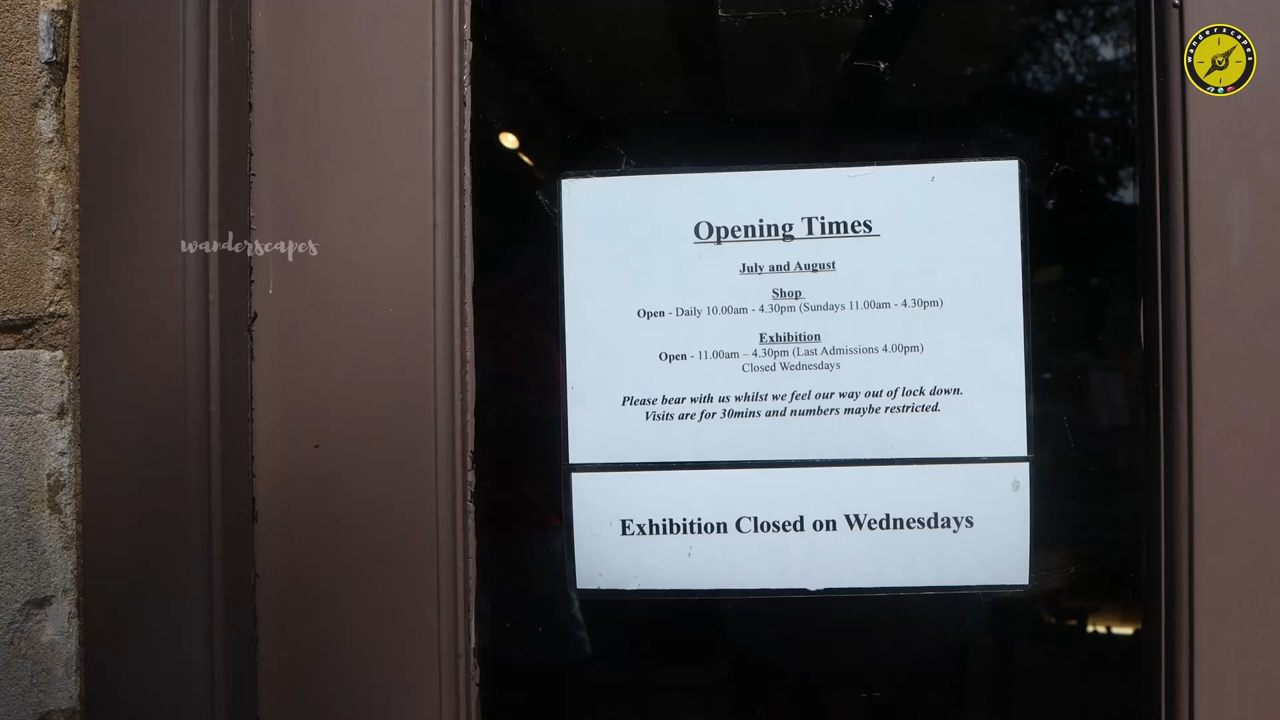 wanderscapes
wanderscapes
Opening Times
July and August
Shop
Open - Daily 10.00am - 4.30pm (Sundays 11.00am - 4.30pm)
Exhibition
Open - 11.00am – 4.30pm (Last Admissions 4.00pm)
Closed Wednesdays
Please bear with us whilst we feel our way out of lock down.
Visits are for 30mins and numbers maybe restricted.
Exhibition Closed on Wednesdays